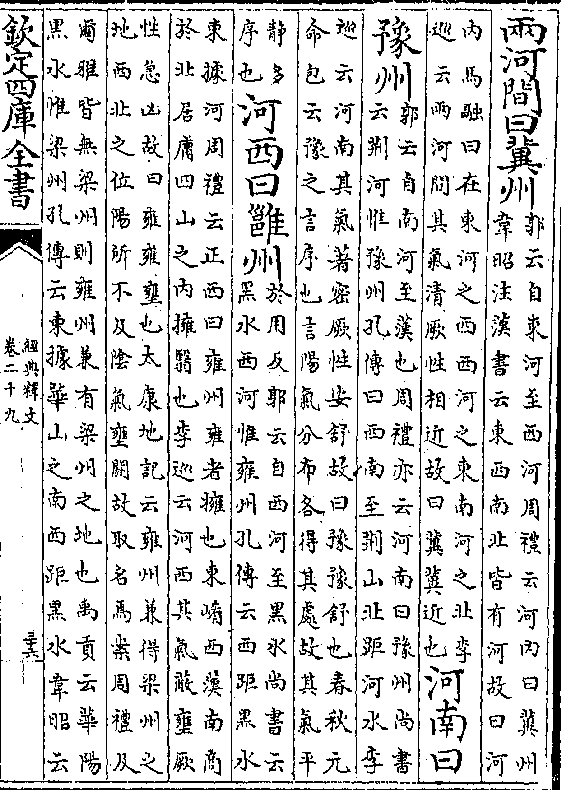 兩河間曰冀州郭云自東河至西河周禮云河内曰冀州
韋昭注漢書云東西南北皆有河故曰河
内馬融曰在東河之西西河之東南河之北李
巡云兩河間其氣清厥性相近故曰冀冀近也河南曰
豫州郭云自南河至漢也周禮亦云河南曰豫州尚書
云荆河惟豫州孔傳曰西南至荆山北距河水李
巡云河南其氣著密厥性安舒故曰豫豫舒也春秋元
命包云豫之言序也言陽氣分布各得其處故其氣平
静多
序也河西曰雝州於用反郭云自西河至黑水尚書云
黑水西河惟雍州孔傳云西距黑水
東據河周禮云正西曰雍州雍者擁也東崤西漢南商
於北居庸四山之内擁翳也李巡云河西其氣蔽壅厥
性急凶故曰雍雍壅也太康地記云雍州兼得梁州之
地西北之位陽所不及陰氣壅閼故取名焉案周禮及
爾雅皆無梁州則雍州兼有梁州之地也禹貢云華陽
黑水惟梁州孔傳云東據華山之南西距黑水韋昭云
欽定四庫全書
經典釋文
卷二十九
三六